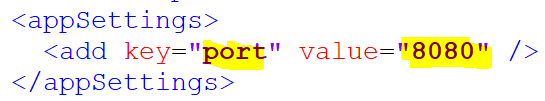 <appSettings>
<add key="port" value="8080" />
</appSettings>